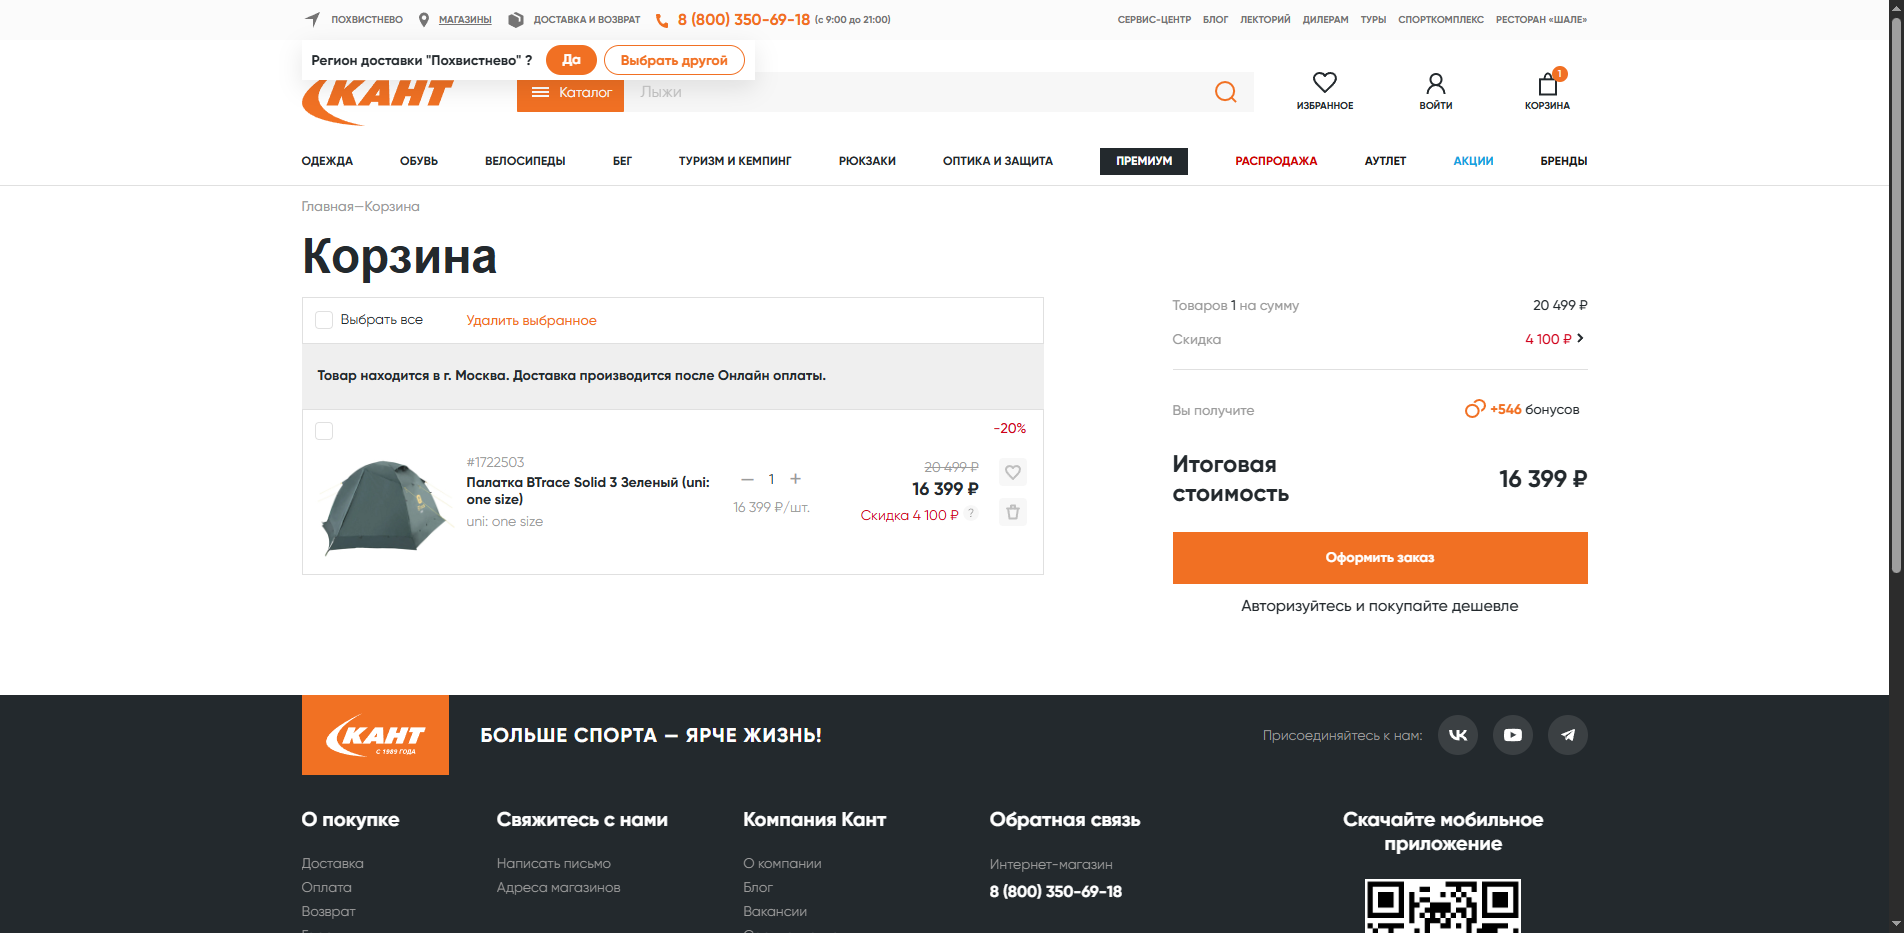 ПОХВИСТНЕВО МАГАЗИНЫ ДОСТАВКА И ВОЗВРАТ 8 (800) 350-69-18 (с 9:00 до 21:00) СЕРВИС-ЦЕНТР БЛОГ ЛЕКТОРИЙ ДИЛЕРАМ ТУРЫ СПОРТКОМПЛЕКС РЕСТОРАН «ШАЛЕ»
Регион доставки "Похвистнево" ? Да Выбрать другой
КАНТ Каталог Лыжи
1
ИЗБРАННОЕ ВОЙТИ КОРЗИНА
ОДЕЖДА ОБУВЬ ВЕЛОСИПЕДЫ БЕГ ТУРИЗМ И КЕМПИНГ РЮКЗАКИ ОПТИКА И ЗАЩИТА ПРЕМИУМ РАСПРОДАЖА АУТЛЕТ АКЦИИ БРЕНДЫ
Главная—Корзина
Корзина
Выбрать все Удалить выбранное
Товар находится в г. Москва. Доставка производится после Онлайн оплаты.
-20%
#1722503
Палатка BTrace Solid 3 Зеленый (uni:
one size)
uni: one size
— 1 +
16 399 ₽/шт.
20 499 ₽
16 399 ₽
Скидка 4 100 ₽ ?
Товаров 1 на сумму 20 499 ₽
Скидка 4 100 ₽
Вы получите +546 бонусов
Итоговая
стоимость
16 399 ₽
Оформить заказ
Авторизуйтесь и покупайте дешевле
КАНТ
С 1989 ГОДА
БОЛЬШЕ СПОРТА — ЯРЧЕ ЖИЗНЬ!
Присоединяйтесь к нам:
О покупке
Доставка
Оплата
Возврат
Свяжитесь с нами
Написать письмо
Адреса магазинов
Компания Кант
О компании
Блог
Вакансии
Обратная связь
Интернет-магазин
8 (800) 350-69-18
Скачайте мобильное
приложение